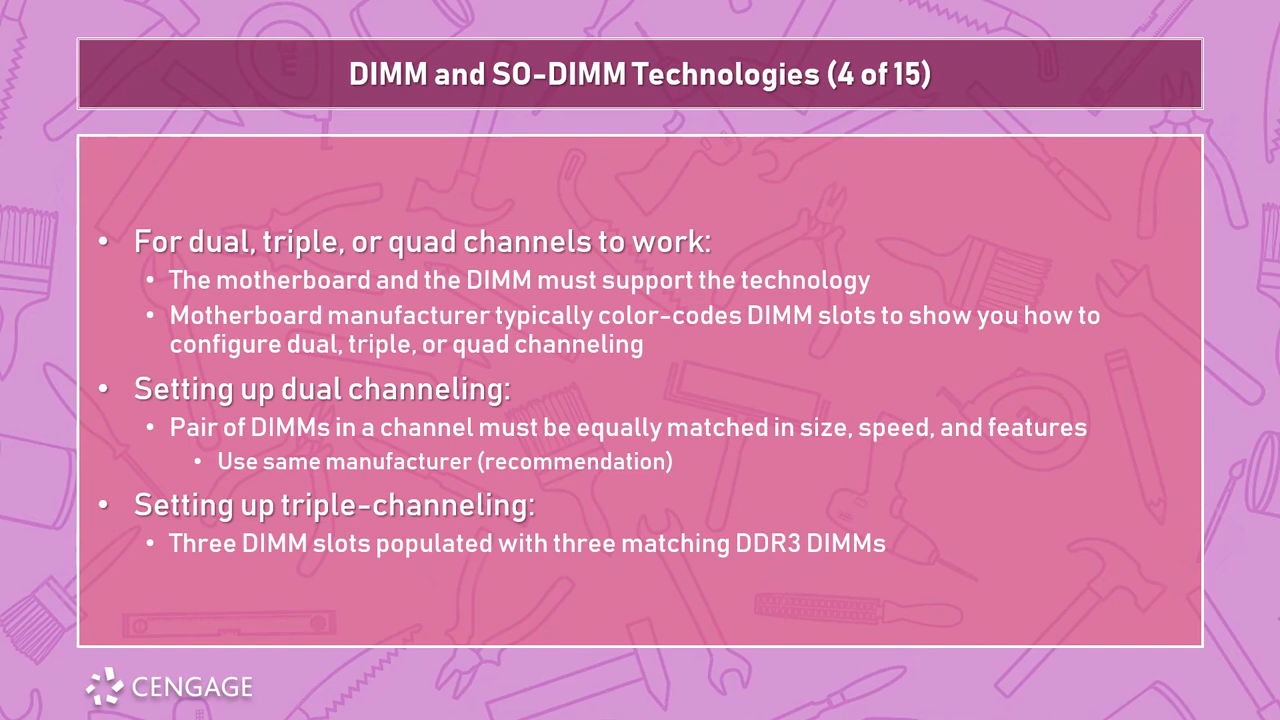 DIMM and SO-DIMM Technologies (4 of 15)
• For dual, triple, or quad channels to work:
• The motherboard and the DIMM must support the technology
• Motherboard manufacturer typically color-codes DIMM slots to show you how to
configure dual, triple, or quad channeling
• Setting up dual channeling:
• Pair of DIMMs in a channel must be equally matched in size, speed, and features
• Use same manufacturer (recommendation)
• Setting up triple-channeling:
• Three DIMM slots populated with three matching DDR3 DIMMs
CENGAGE